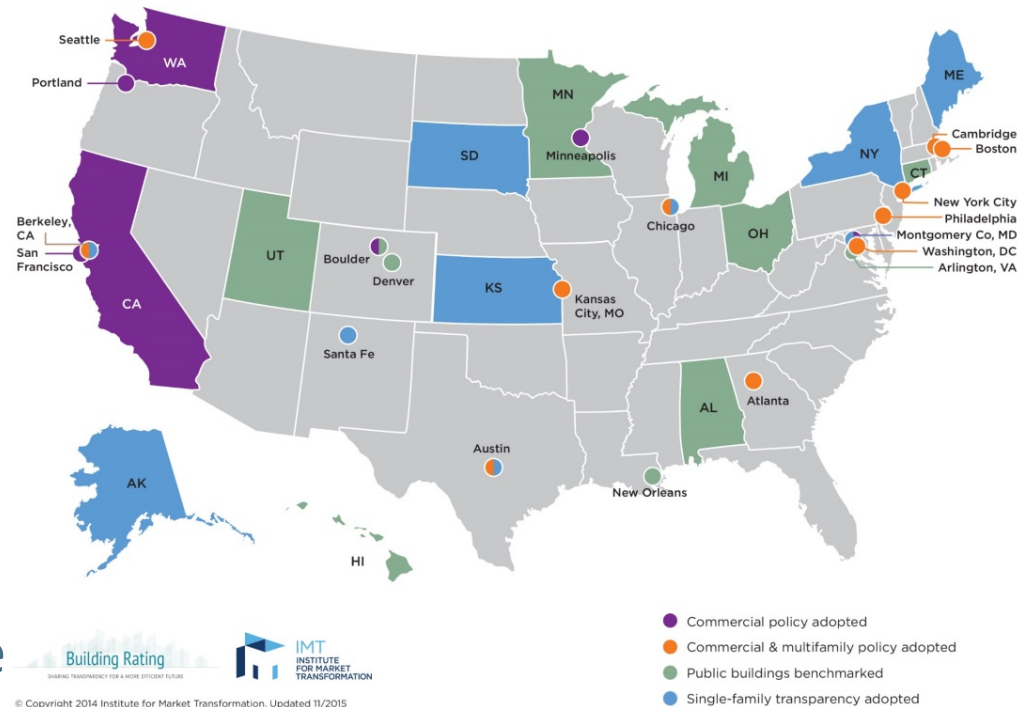 Seattle
WA
Portland
MN
ME
Minneapolis
SD
MI
NY
Cambridge
Boston
CT
New York City
Philadelphia
Montgomery Co, MD
Washington, DC
Arlington, VA
Berkeley,
CA
San
Francisco
UT
Boulder
Denver
KS
Kansas
City, MO
Chicago
OH
CA
Santa Fe
AL
Atlanta
Austin
New Orleans
AK
HI
e
Building Rating
SHARING TRANSPARENCY FOR A MORE EFFICIENT FUTURE
IMT
INSTITUTE
FOR MARKET
TRANSFORMATION
Commercial policy adopted
Commercial & multifamily policy adopted
Public buildings benchmarked
Single-family transparency adopted
© Copyright 2014 Institute for Market Transformation. Updated 11/2015